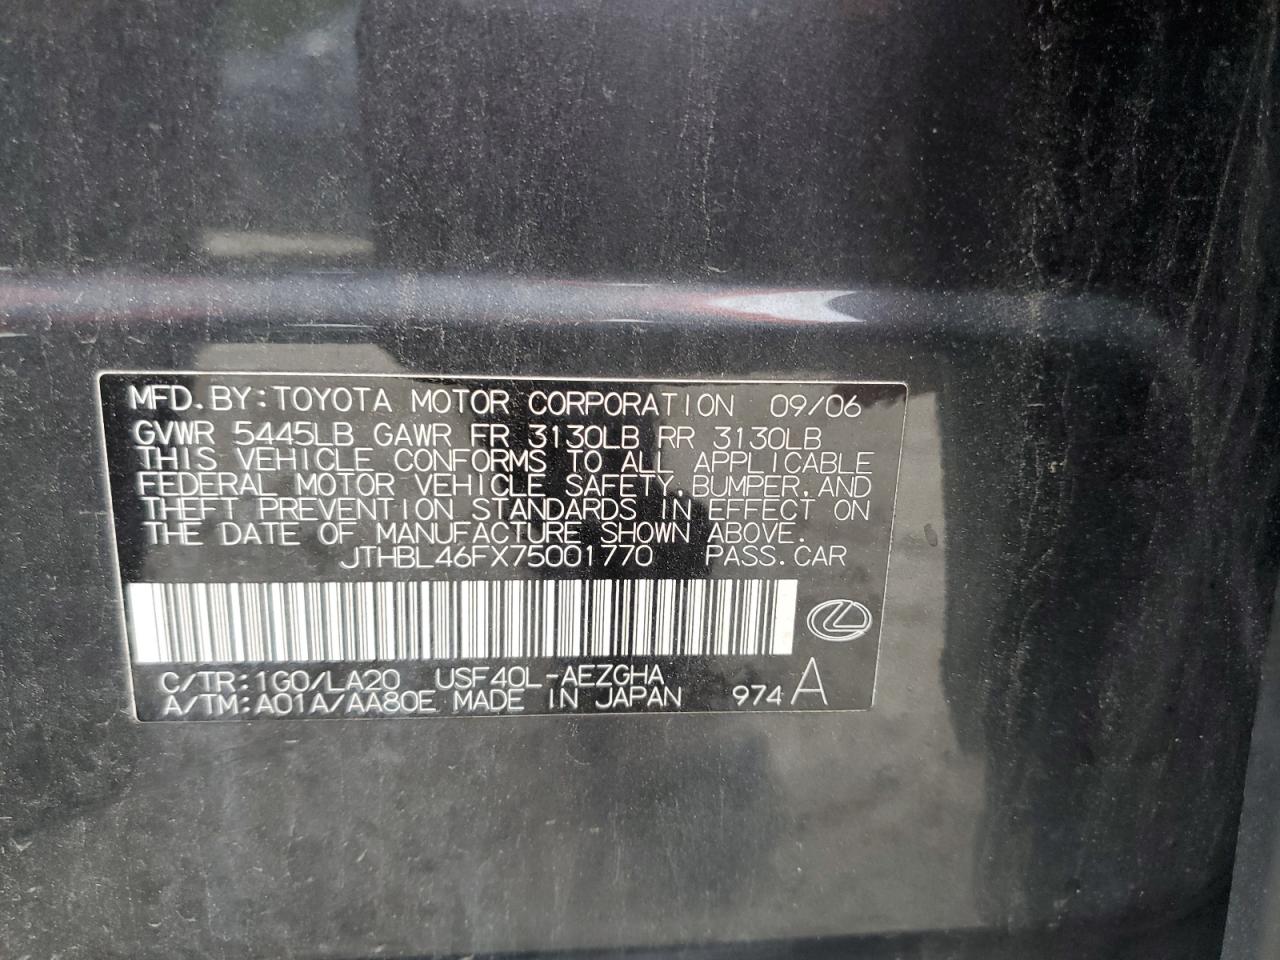 MFD. BY: TOYOTA MOTOR CORPORATION 09/06
GVWR 5445LB GAWR FR 3130LB RR 3130LB
THIS VEHICLE CONFORMS TO ALL APPLICABLE
FEDERAL MOTOR VEHICLE SAFETY, BUMPER, AND
THEFT PREVENTION STANDARDS IN EFFECT ON
THE DATE OF MANUFACTURE SHOWN ABOVE.
JTHBL46FX75001770 PASS. CAR
C/TR: 1G0/LA20 USF40L-AEZGHA
A/TM: A01A/AA80E MADE IN JAPAN 974 A